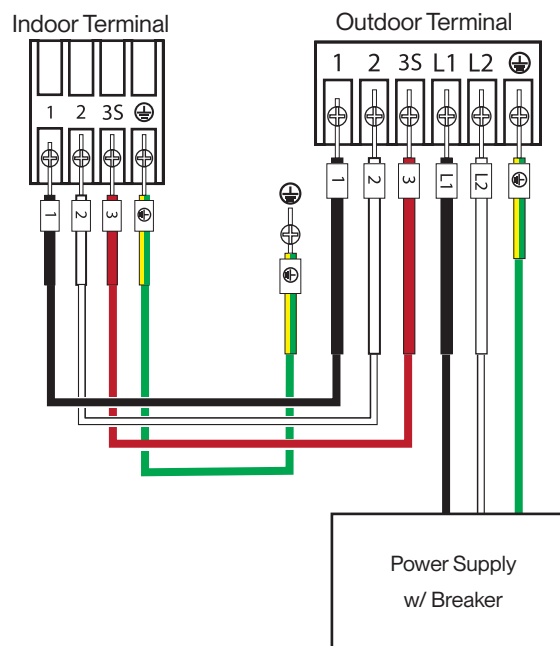 Indoor Terminal
Outdoor Terminal
1 2 3S L1 L2
1 2 3S
1 2 3
1 2 3 L1 L2
Power Supply
w/ Breaker